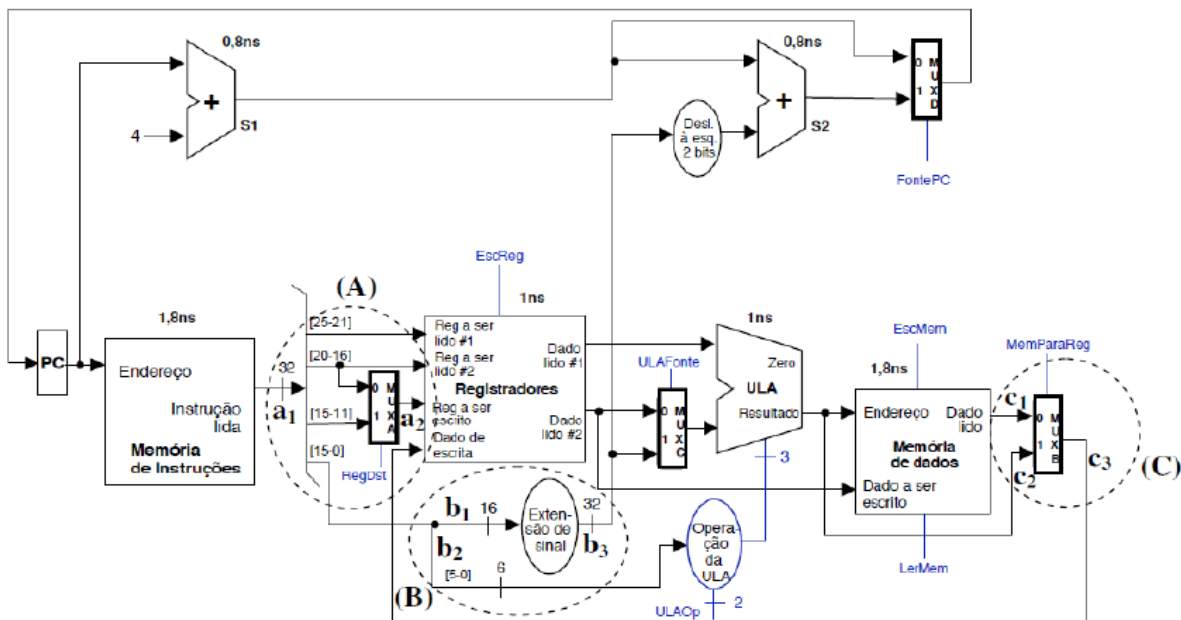 0,8ns
+
4
S1
0,8ns
+
S2
Desl.
à esq.
2 bits
0 M
U
1 X
D
FontePC
EscReg
(A)
1,8ns
PC
Endereço
Instrução
lida
Memória
de Instruções
32
a1
[25-21]
[20-16]
[15-11]
[15-0]
0 M
U
1 X
A
a2
RegDst
1ns
Reg a ser
lido #1
Reg a ser
lido #2
Registradores
Reg a ser
escrito
Dado de
escrita
Dado
lido #1
Dado
lido #2
ULAFonte
0 M
U
1 X
C
1ns
Zero
ULA
Resultado
3
EscMem
1,8ns
Endereço
Dado
lido
Memória
de dados
Dado a ser
escrito
LerMem
MemParaReg
c1
c2
0 M
U
1 X
B
c3
(C)
b1
16
Exten-
são de
sinal
32
b3
b2
[5-0]
6
(B)
Opera-
ção da
ULA
ULAOp
2